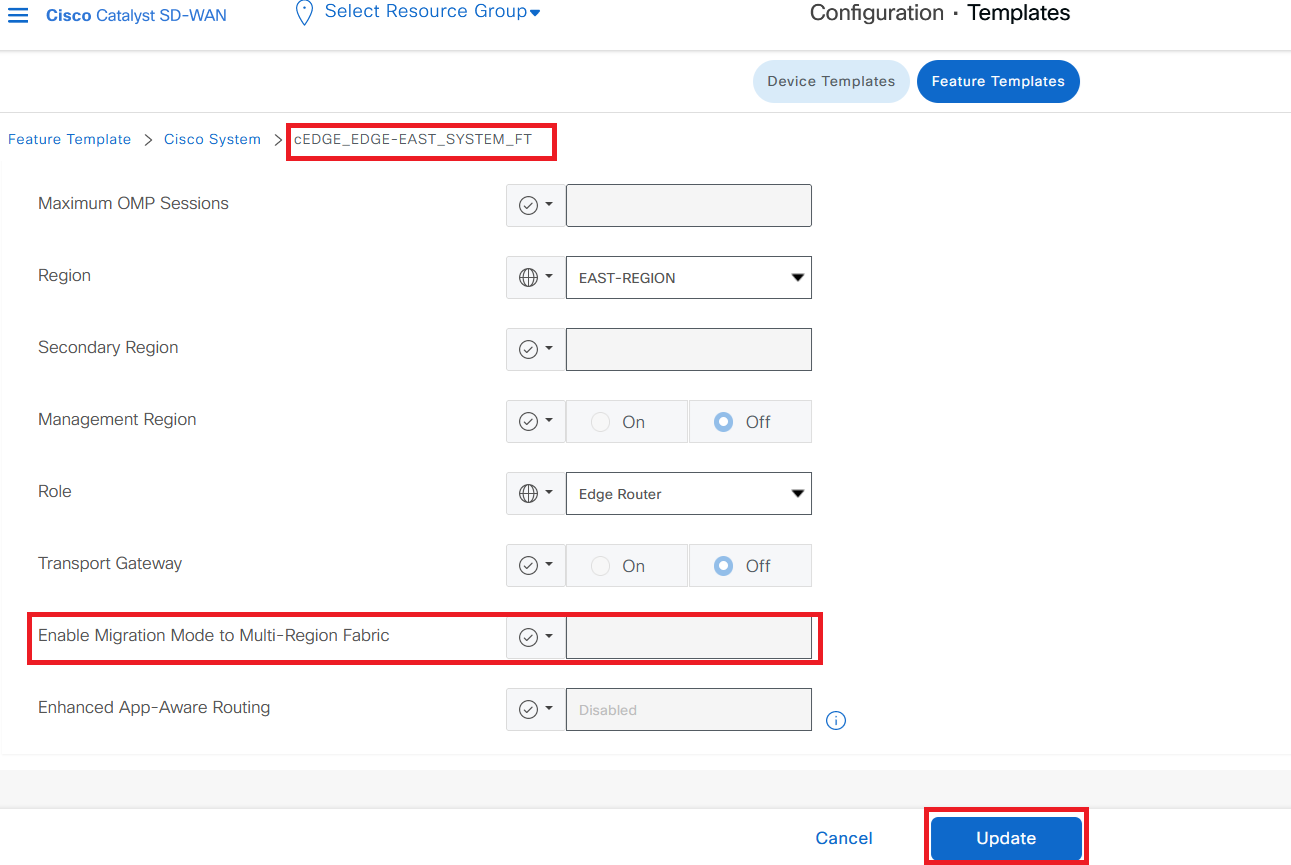 Cisco Catalyst SD-WAN
Select Resource Group
Configuration · Templates
Device Templates
Feature Templates
Feature Template > Cisco System > cEDGE_EDGE-EAST_SYSTEM_FT
Maximum OMP Sessions
Region
EAST-REGION
Secondary Region
Management Region
On
Off
Role
Edge Router
Transport Gateway
On
Off
Enable Migration Mode to Multi-Region Fabric
Enhanced App-Aware Routing
Disabled
Cancel
Update